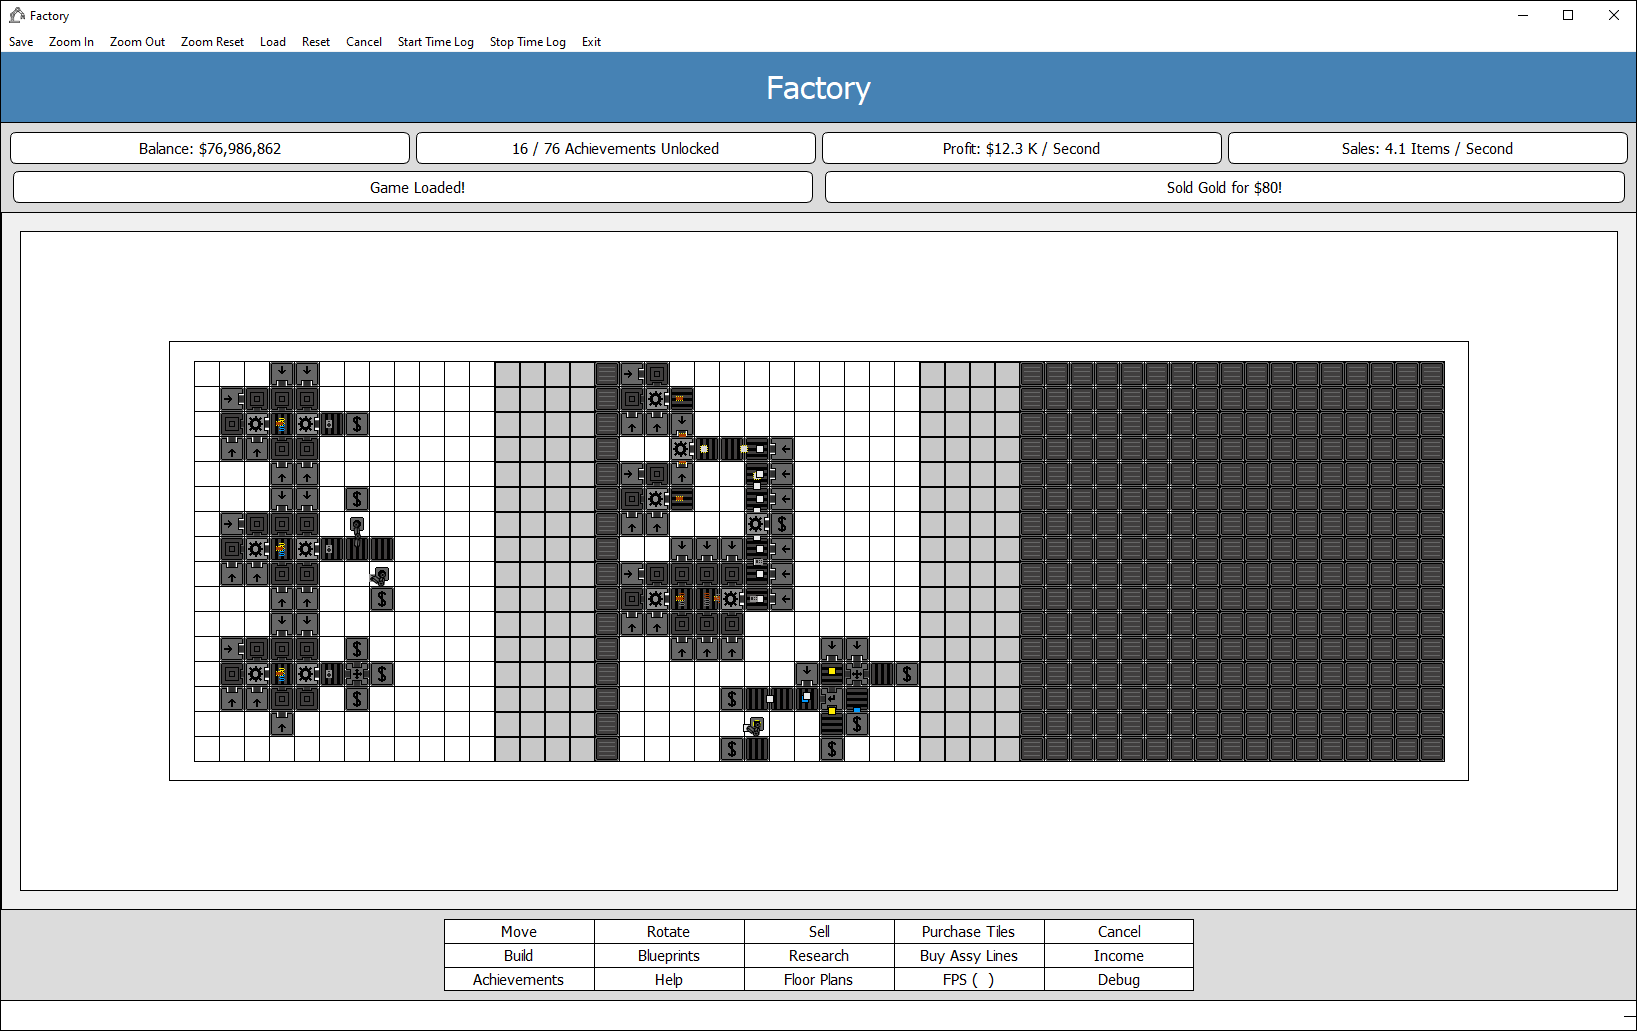 Factory
Save Zoom In Zoom Out Zoom Reset Load Reset Cancel Start Time Log Stop Time Log Exit
Factory
Balance: $76,986,862 16 / 76 Achievements Unlocked Profit: $12.3 K / Second Sales: 4.1 Items / Second
Game Loaded! Sold Gold for $80!
$
$
$
$
$
$
$
$
$
$
$
$ $
Move Rotate Sell Purchase Tiles Cancel
Build Blueprints Research Buy Assy Lines Income
Achievements Help Floor Plans FPS ( ) Debug